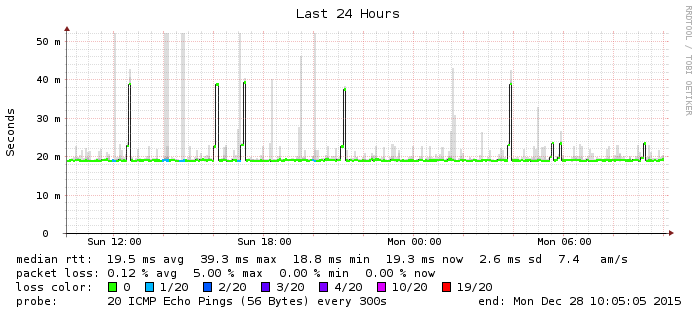 Last 24 Hours
RRDTOOL / TOBI OETIKER
Seconds
50 m
40 m
30 m
20 m
10 m
0
Sun 12:00 Sun 18:00 Mon 00:00 Mon 06:00
median rtt: 19.5 ms avg 39.3 ms max 18.8 ms min 19.3 ms now 2.6 ms sd 7.4 am/s
packet loss: 0.12 % avg 5.00 % max 0.00 % min 0.00 % now
loss color: 0 1/20 2/20 3/20 4/20 10/20 19/20
probe: 20 ICMP Echo Pings (56 Bytes) every 300s end: Mon Dec 28 10:05:05 2015